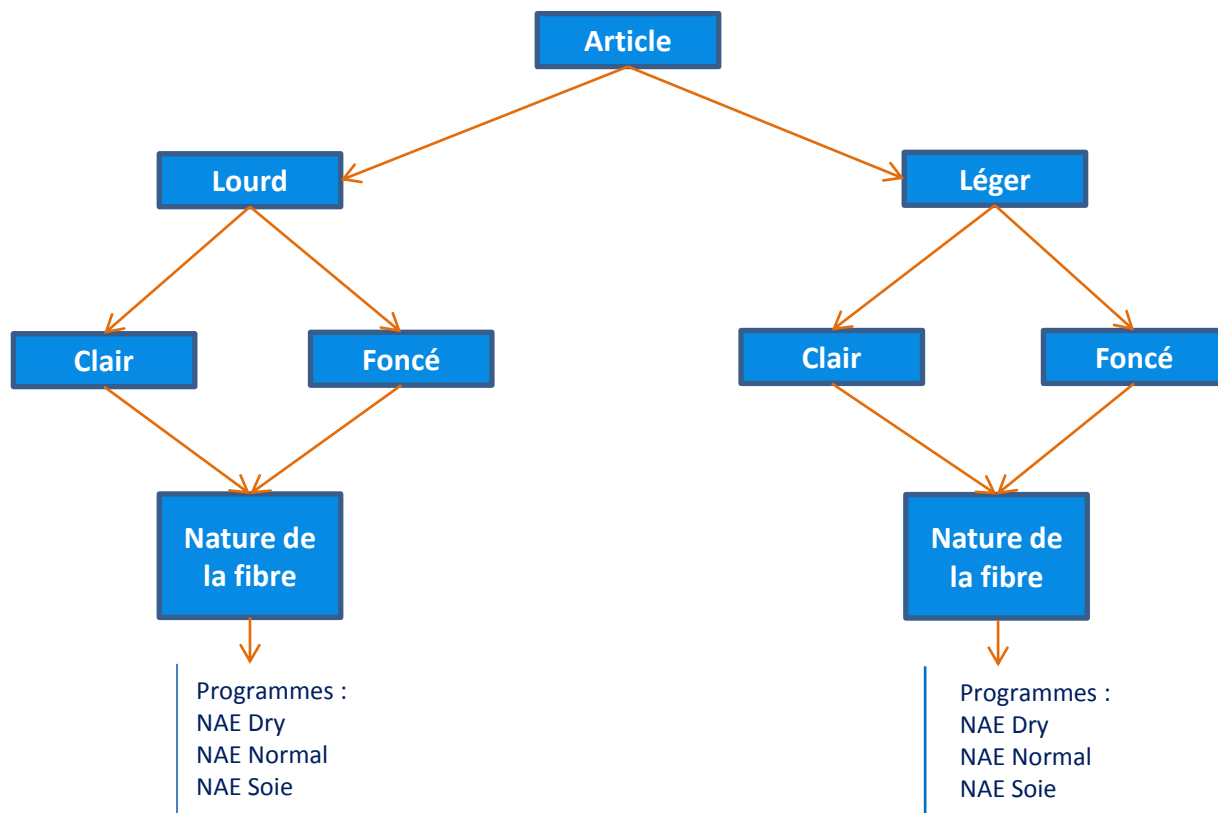 Article
Lourd
Léger
Clair
Foncé
Clair
Foncé
Nature de
la fibre
Nature de
la fibre
Programmes :
NAE Dry
NAE Normal
NAE Soie
Programmes :
NAE Dry
NAE Normal
NAE Soie